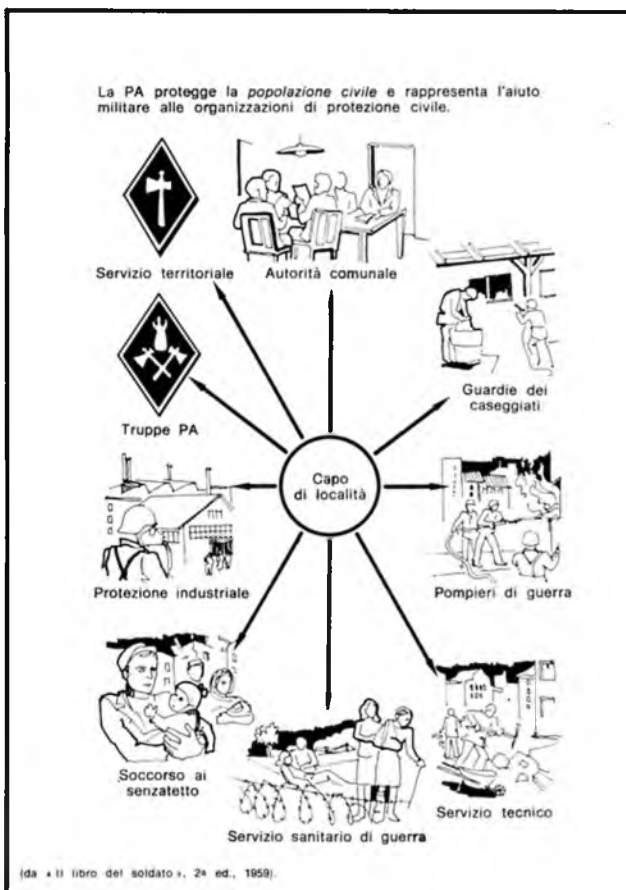 La PA protegge la popolazione civile e rappresenta l'aiuto
militare alle organizzazioni di protezione civile.
Servizio territoriale
Autorità comunale
Guardie dei
caseggiati
Truppe PA
Capo
di località
Protezione industriale
Pompieri di guerra
Soccorso ai
senzatetto
Servizio sanitario di guerra
Servizio tecnico
(da « Il libro del soldato », 2ª ed., 1959).